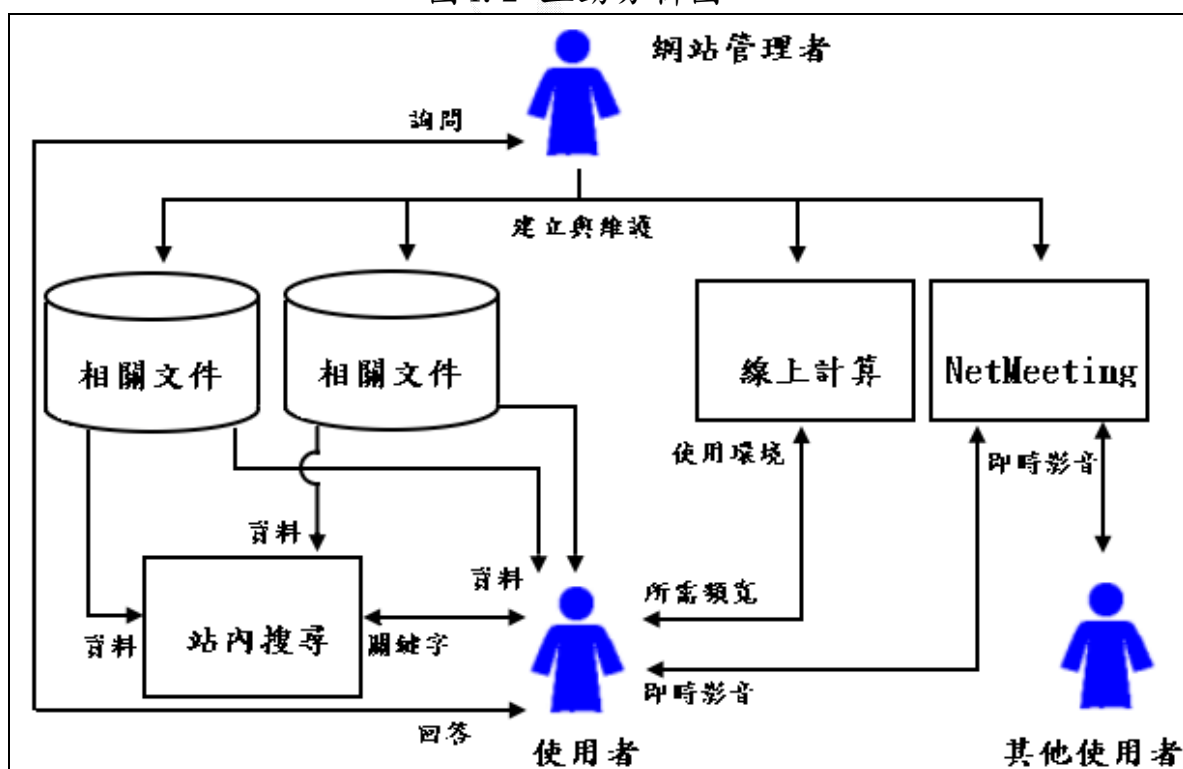 網站管理者
詢問
建立與維護
相關文件
相關文件
線上計算
NetMeeting
使用環境
即時影音
資料
資料
所需頻寬
站內搜尋
資料
關鍵字
即時影音
回答
使用者
其他使用者